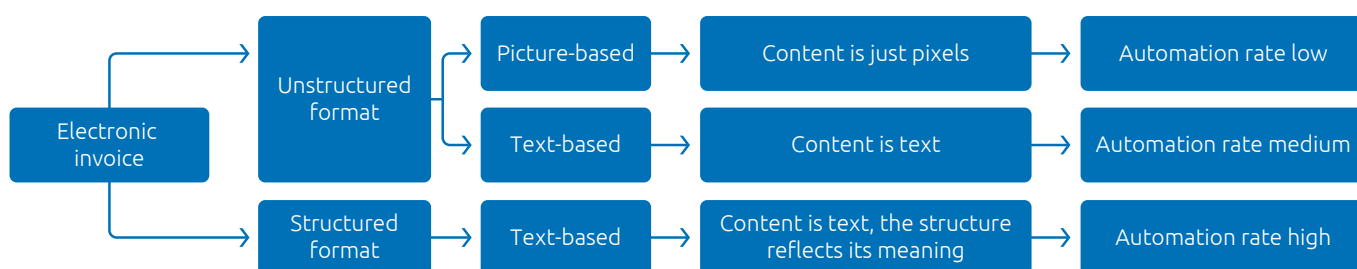 Electronic
invoice
Unstructured
format
Picture-based
Content is just pixels
Automation rate low
Text-based
Content is text
Automation rate medium
Structured
format
Text-based
Content is text, the structure
reflects its meaning
Automation rate high